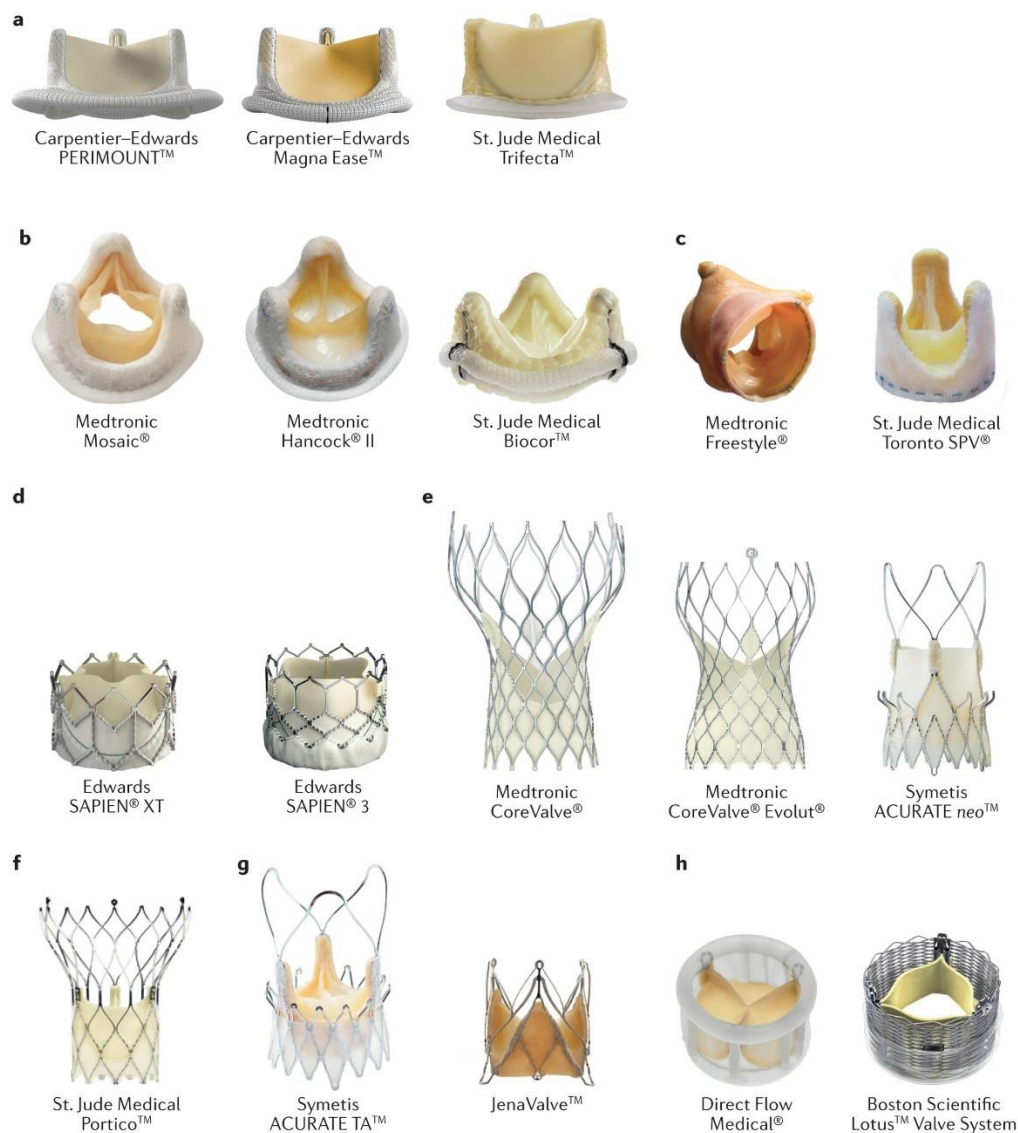 a
Carpentier–Edwards
PERIMOUNT™
Carpentier–Edwards
Magna Ease™
St. Jude Medical
Trifecta™
b
Medtronic
Mosaic®
Medtronic
Hancock® II
St. Jude Medical
Biocor™
c
Medtronic
Freestyle®
St. Jude Medical
Toronto SPV®
d
Edwards
SAPIEN® XT
Edwards
SAPIEN® 3
e
Medtronic
CoreValve®
Medtronic
CoreValve® Evolut®
Symetis
ACURATE neo™
f
St. Jude Medical
Portico™
g
Symetis
ACURATE TA™
JenaValve™
h
Direct Flow
Medical®
Boston Scientific
Lotus™ Valve System